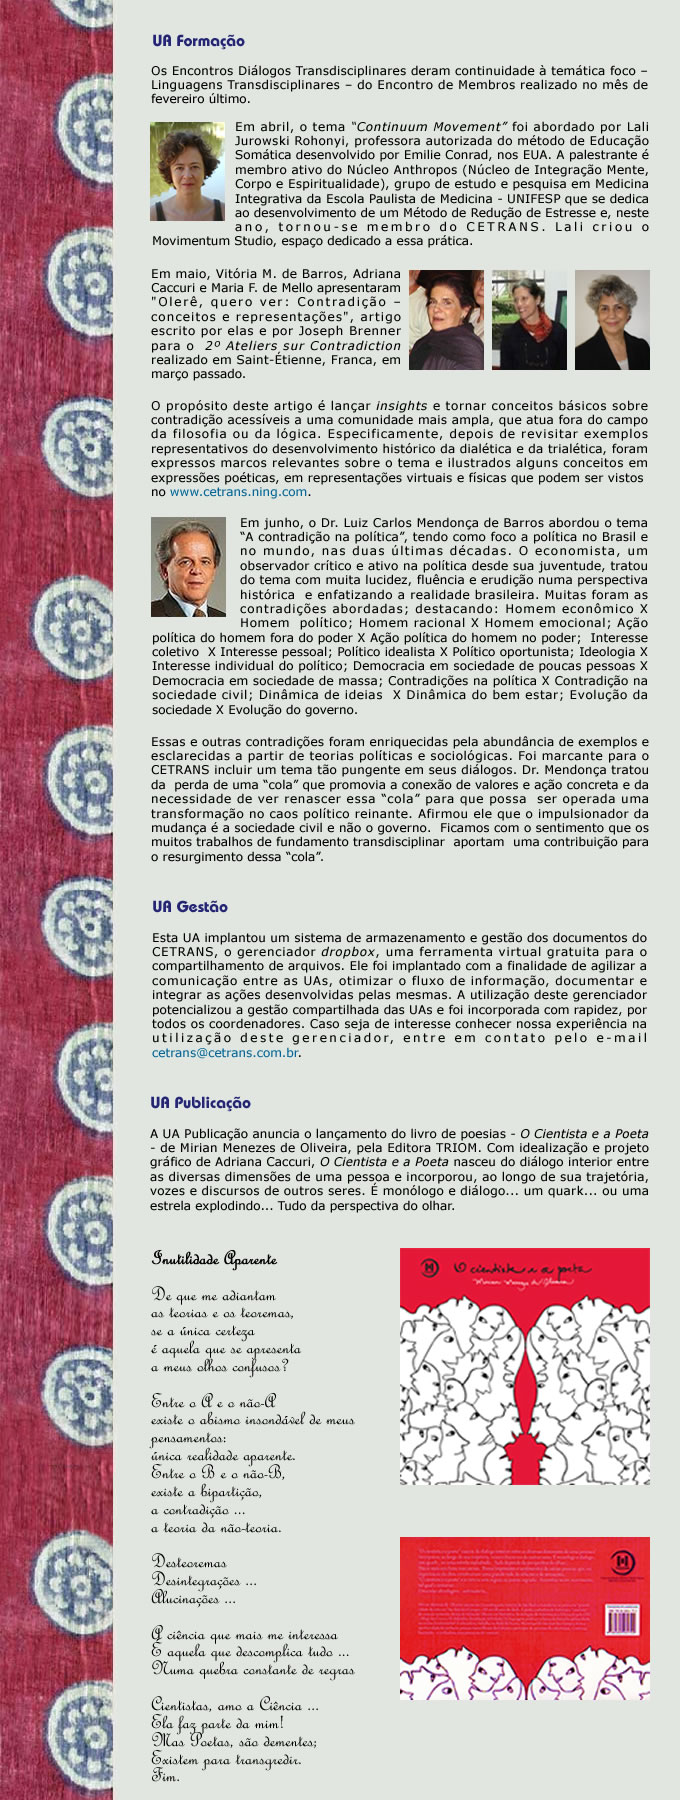 UA Formação
Os Encontros Diálogos Transdisciplinares deram continuidade à temática foco –
Linguagens Transdisciplinares – do Encontro de Membros realizado no mês de
fevereiro último.
Em abril, o tema “Continuum Movement” foi abordado por Lali
Jurowski Rohonyi, professora autorizada do método de Educação
Somática desenvolvido por Emilie Conrad, nos EUA. A palestrante é
membro ativo do Núcleo Anthropos (Núcleo de Integração Mente,
Corpo e Espiritualidade), grupo de estudo e pesquisa em Medicina
Integrativa da Escola Paulista de Medicina - UNIFESP que se dedica
ao desenvolvimento de um Método de Redução de Estresse e, neste
ano, tornou-se membro do CETRANS. Lali criou o
Movimentum Studio, espaço dedicado a essa prática.
Em maio, Vitória M. de Barros, Adriana
Caccuri e Maria F. de Mello apresentaram
"Olerê, quero ver: Contradição –
conceitos e representações", artigo
escrito por elas e por Joseph Brenner
para o 2º Ateliers sur Contradiction
realizado em Saint-Étienne, Franca, em
março passado.
O propósito deste artigo é lançar insights e tornar conceitos básicos sobre
contradição acessíveis a uma comunidade mais ampla, que atua fora do campo
da filosofia ou da lógica. Especificamente, depois de revisitar exemplos
representativos do desenvolvimento histórico da dialética e da trialética, foram
expressos marcos relevantes sobre o tema e ilustrados alguns conceitos em
expressões poéticas, em representações virtuais e físicas que podem ser vistos
no www.cetrans.ning.com.
Em junho, o Dr. Luiz Carlos Mendonça de Barros abordou o tema
“A contradição na política”, tendo como foco a política no Brasil e
no mundo, nas duas últimas décadas. O economista, um
observador crítico e ativo na política desde sua juventude, tratou
do tema com muita lucidez, fluência e erudição numa perspectiva
histórica e enfatizando a realidade brasileira. Muitas foram as
contradições abordadas; destacando: Homem econômico X
Homem político; Homem racional X Homem emocional; Ação
política do homem fora do poder X Ação política do homem no poder; Interesse
coletivo X Interesse pessoal; Político idealista X Político oportunista; Ideologia X
Interesse individual do político; Democracia em sociedade de poucas pessoas X
Democracia em sociedade de massa; Contradições na política X Contradição na
sociedade civil; Dinâmica de ideias X Dinâmica do bem estar; Evolução da
sociedade X Evolução do governo.
Essas e outras contradições foram enriquecidas pela abundância de exemplos e
esclarecidas a partir de teorias políticas e sociológicas. Foi marcante para o
CETRANS incluir um tema tão pungente em seus diálogos. Dr. Mendonça tratou
da perda de uma “cola” que promovia a conexão de valores e ação concreta e da
necessidade de ver renascer essa “cola” para que possa ser operada uma
transformação no caos político reinante. Afirmou ele que o impulsionador da
mudança é a sociedade civil e não o governo. Ficamos com o sentimento que os
muitos trabalhos de fundamento transdisciplinar aportam uma contribuição para
o resurgimento dessa “cola”.
UA Gestão
Esta UA implantou um sistema de armazenamento e gestão dos documentos do
CETRANS, o gerenciador dropbox, uma ferramenta virtual gratuita para o
compartilhamento de arquivos. Ele foi implantado com a finalidade de agilizar a
comunicação entre as UAs, otimizar o fluxo de informação, documentar e
integrar as ações desenvolvidas pelas mesmas. A utilização deste gerenciador
potencializou a gestão compartilhada das UAs e foi incorporada com rapidez, por
todos os coordenadores. Caso seja de interesse conhecer nossa experiência na
utilização deste gerenciador, entre em contato pelo e-mail
cetrans@cetrans.com.br.
UA Publicação
A UA Publicação anuncia o lançamento do livro de poesias - O Cientista e a Poeta
- de Mirian Menezes de Oliveira, pela Editora TRIOM. Com idealização e projeto
gráfico de Adriana Caccuri, O Cientista e a Poeta nasceu do diálogo interior entre
as diversas dimensões de uma pessoa e incorporou, ao longo de sua trajetória,
vozes e discursos de outros seres. É monólogo e diálogo... um quark... ou uma
estrela explodindo... Tudo da perspectiva do olhar.
Inutilidade Aparente
De que me adiantam
as teorias e os teoremas,
se a única certeza
é aquela que se apresenta
a meus olhos confusos?
Entre o A e o não-A
existe o abismo insondável de meus
pensamentos:
única realidade aparente.
Entre o B e o não-B,
existe a bipartição,
a contradição ...
a teoria da não-teoria.
Desteoremas
Desintegrações ...
Alucinações ...
A ciência que mais me interessa
É aquela que descomplica tudo ...
Numa quebra constante de regras
Cientistas, amo a Ciência ...
Ela faz parte da mim!
Mas Poetas, são dementes;
Existem para transgredir.
Fim.
O cientista e a poeta